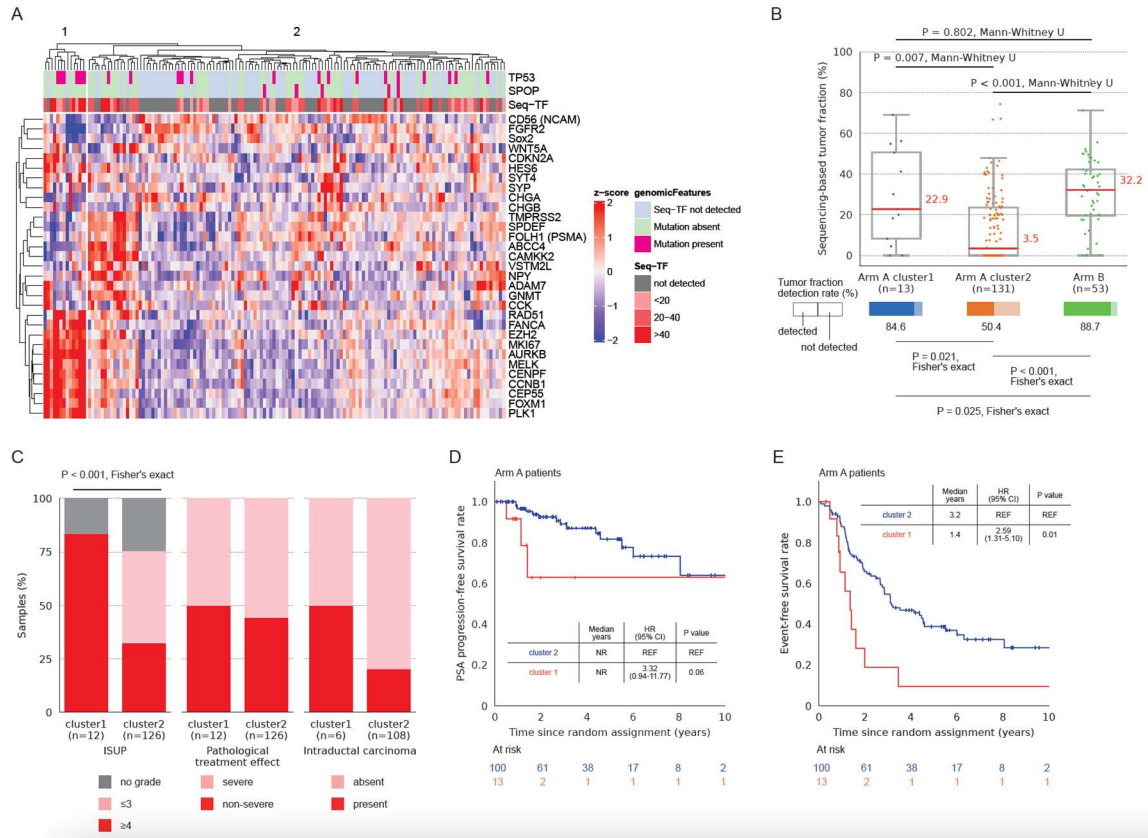 A
1
2
TP53
SPOP
Seq-TF
CD56 (NCAM)
FGFR2
Sox2
WNT5A
CDKN2A
HES6
SYT4
SYP
CHGA
CHGB
TMPRSS2
SPDEF
FOLH1 (PSMA)
ABCC4
CAMKK2
VSTM2L
NPY
ADAM7
GNMT
CCK
RAD51
FANCA
EZH2
MKI67
AURKB
MELK
CENPF
CCNB1
CEP55
FOXM1
PLK1
z-score
2
1
0
−1
−2
genomicFeatures
Seq-TF not detected
Mutation absent
Mutation present
Seq-TF
not detected
<20
20-40
>40
B
P = 0.802, Mann-Whitney U
P = 0.007, Mann-Whitney U
P < 0.001, Mann-Whitney U
Sequencing-based tumor fraction (%)
100
80
60
40
20
0
22.9
3.5
32.2
Arm A cluster1 Arm A cluster2 Arm B
(n=13) (n=131) (n=53)
Tumor fraction
detection rate (%)
detected
not detected
84.6 50.4 88.7
P = 0.021,
Fisher's exact
P < 0.001,
Fisher's exact
P = 0.025, Fisher's exact
C
P < 0.001, Fisher's exact
Samples (%)
100
75
50
25
0
cluster1 cluster2 cluster1 cluster2 cluster1 cluster2
(n=12) (n=126) (n=12) (n=126) (n=6) (n=108)
ISUP
Pathological
treatment effect
Intraductal carcinoma
no grade
≤3
≥4
severe
non-severe
absent
present
D
Arm A patients
PSA progression-free survival rate
1.0
0.8
0.6
0.4
0.2
0
Median
years
HR
(95% CI)
P value
cluster 2 NR REF REF
cluster 1 NR 3.32
(0.94-11.77)
0.06
0 2 4 6 8 10
Time since random assignment (years)
At risk
100 61 38 17 8 2
13 2 1 1 1 1
E
Arm A patients
Event-free survival rate
1.0
0.8
0.6
0.4
0.2
0
Median
years
HR
(95% CI)
P value
cluster 2 3.2 REF REF
cluster 1 1.4 2.59
(1.31-5.10)
0.01
0 2 4 6 8 10
Time since random assignment (years)
At risk
100 61 38 17 8 2
13 2 1 1 1 1